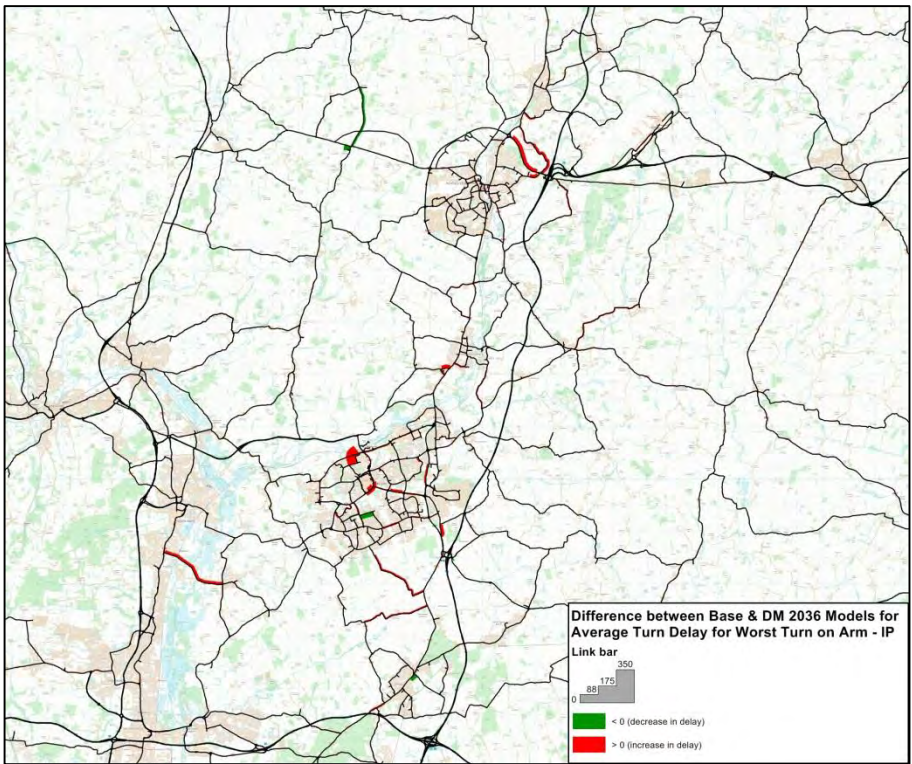 Difference between Base & DM 2036 Models for
Average Turn Delay for Worst Turn on Arm - IP
Link bar
350
175
88
0
< 0 (decrease in delay)
> 0 (increase in delay)